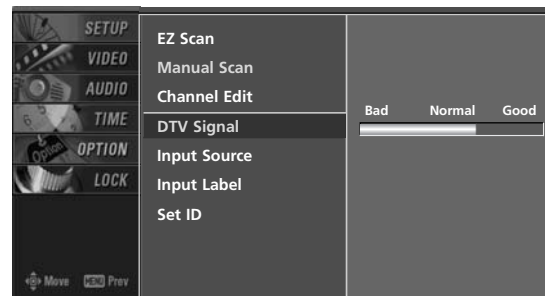 SETUP
VIDEO
AUDIO
TIME
OPTION
LOCK
Move MENU Prev
EZ Scan
Manual Scan
Channel Edit
DTV Signal
Input Source
Input Label
Set ID
Bad Normal Good